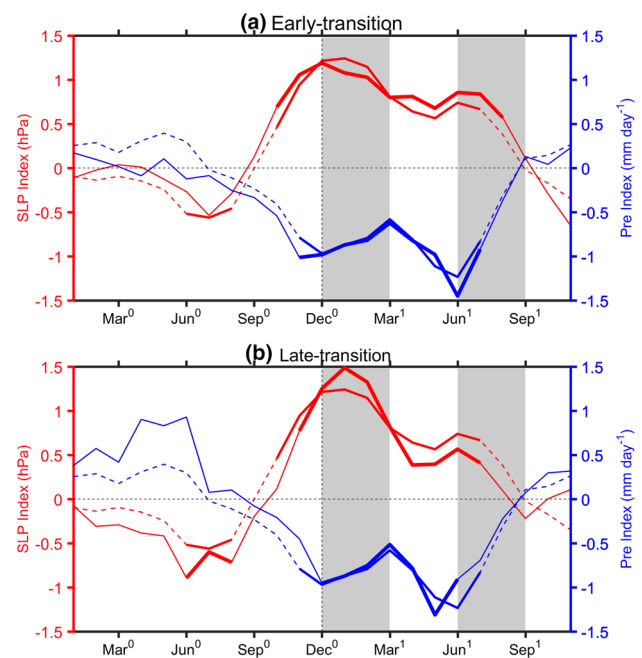 (a) Early-transition
1.5 1.5
1 1
0.5 0.5
0 0
-0.5 -0.5
-1 -1
-1.5 -1.5
SLP Index (hPa)
Pre Index (mm day⁻¹)
Mar⁰ Jun⁰ Sep⁰ Dec⁰ Mar¹ Jun¹ Sep¹
(b) Late-transition
1.5 1.5
1 1
0.5 0.5
0 0
-0.5 -0.5
-1 -1
-1.5 -1.5
SLP Index (hPa)
Pre Index (mm day⁻¹)
Mar⁰ Jun⁰ Sep⁰ Dec⁰ Mar¹ Jun¹ Sep¹